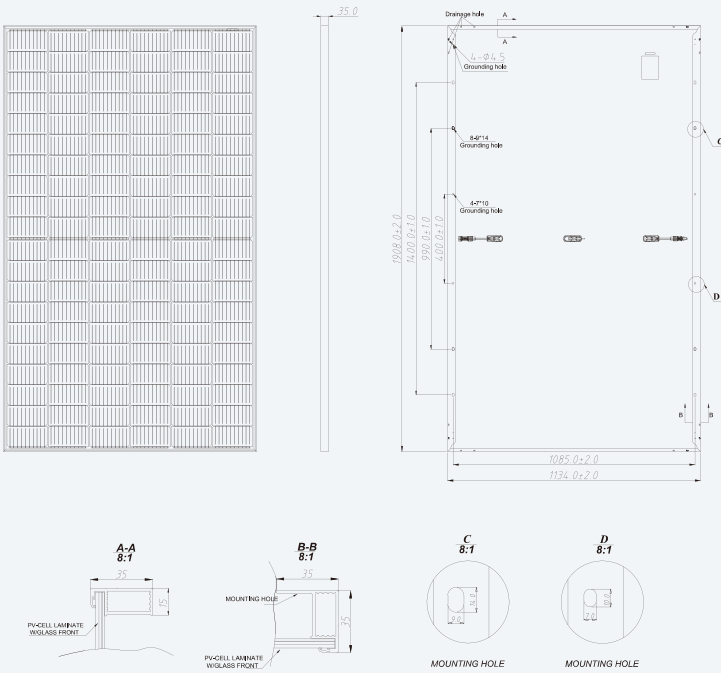 35.0
Drainage hole
A
A
4-Φ4.5
Grounding hole
8-9*14
Grounding hole
C
4-7*10
Grounding hole
1908.0±2.0
1400.0±1.0
990.0±1.0
400.0±1.0
D
B
B
1085.0±2.0
1134.0±2.0
A-A
8:1
35
15
PV-CELL LAMINATE
W/GLASS FRONT
B-B
8:1
35
MOUNTING HOLE
35
PV-CELL LAMINATE
W/GLASS FRONT
C
8:1
14.0
9.0
MOUNTING HOLE
D
8:1
10.0
7.0
MOUNTING HOLE